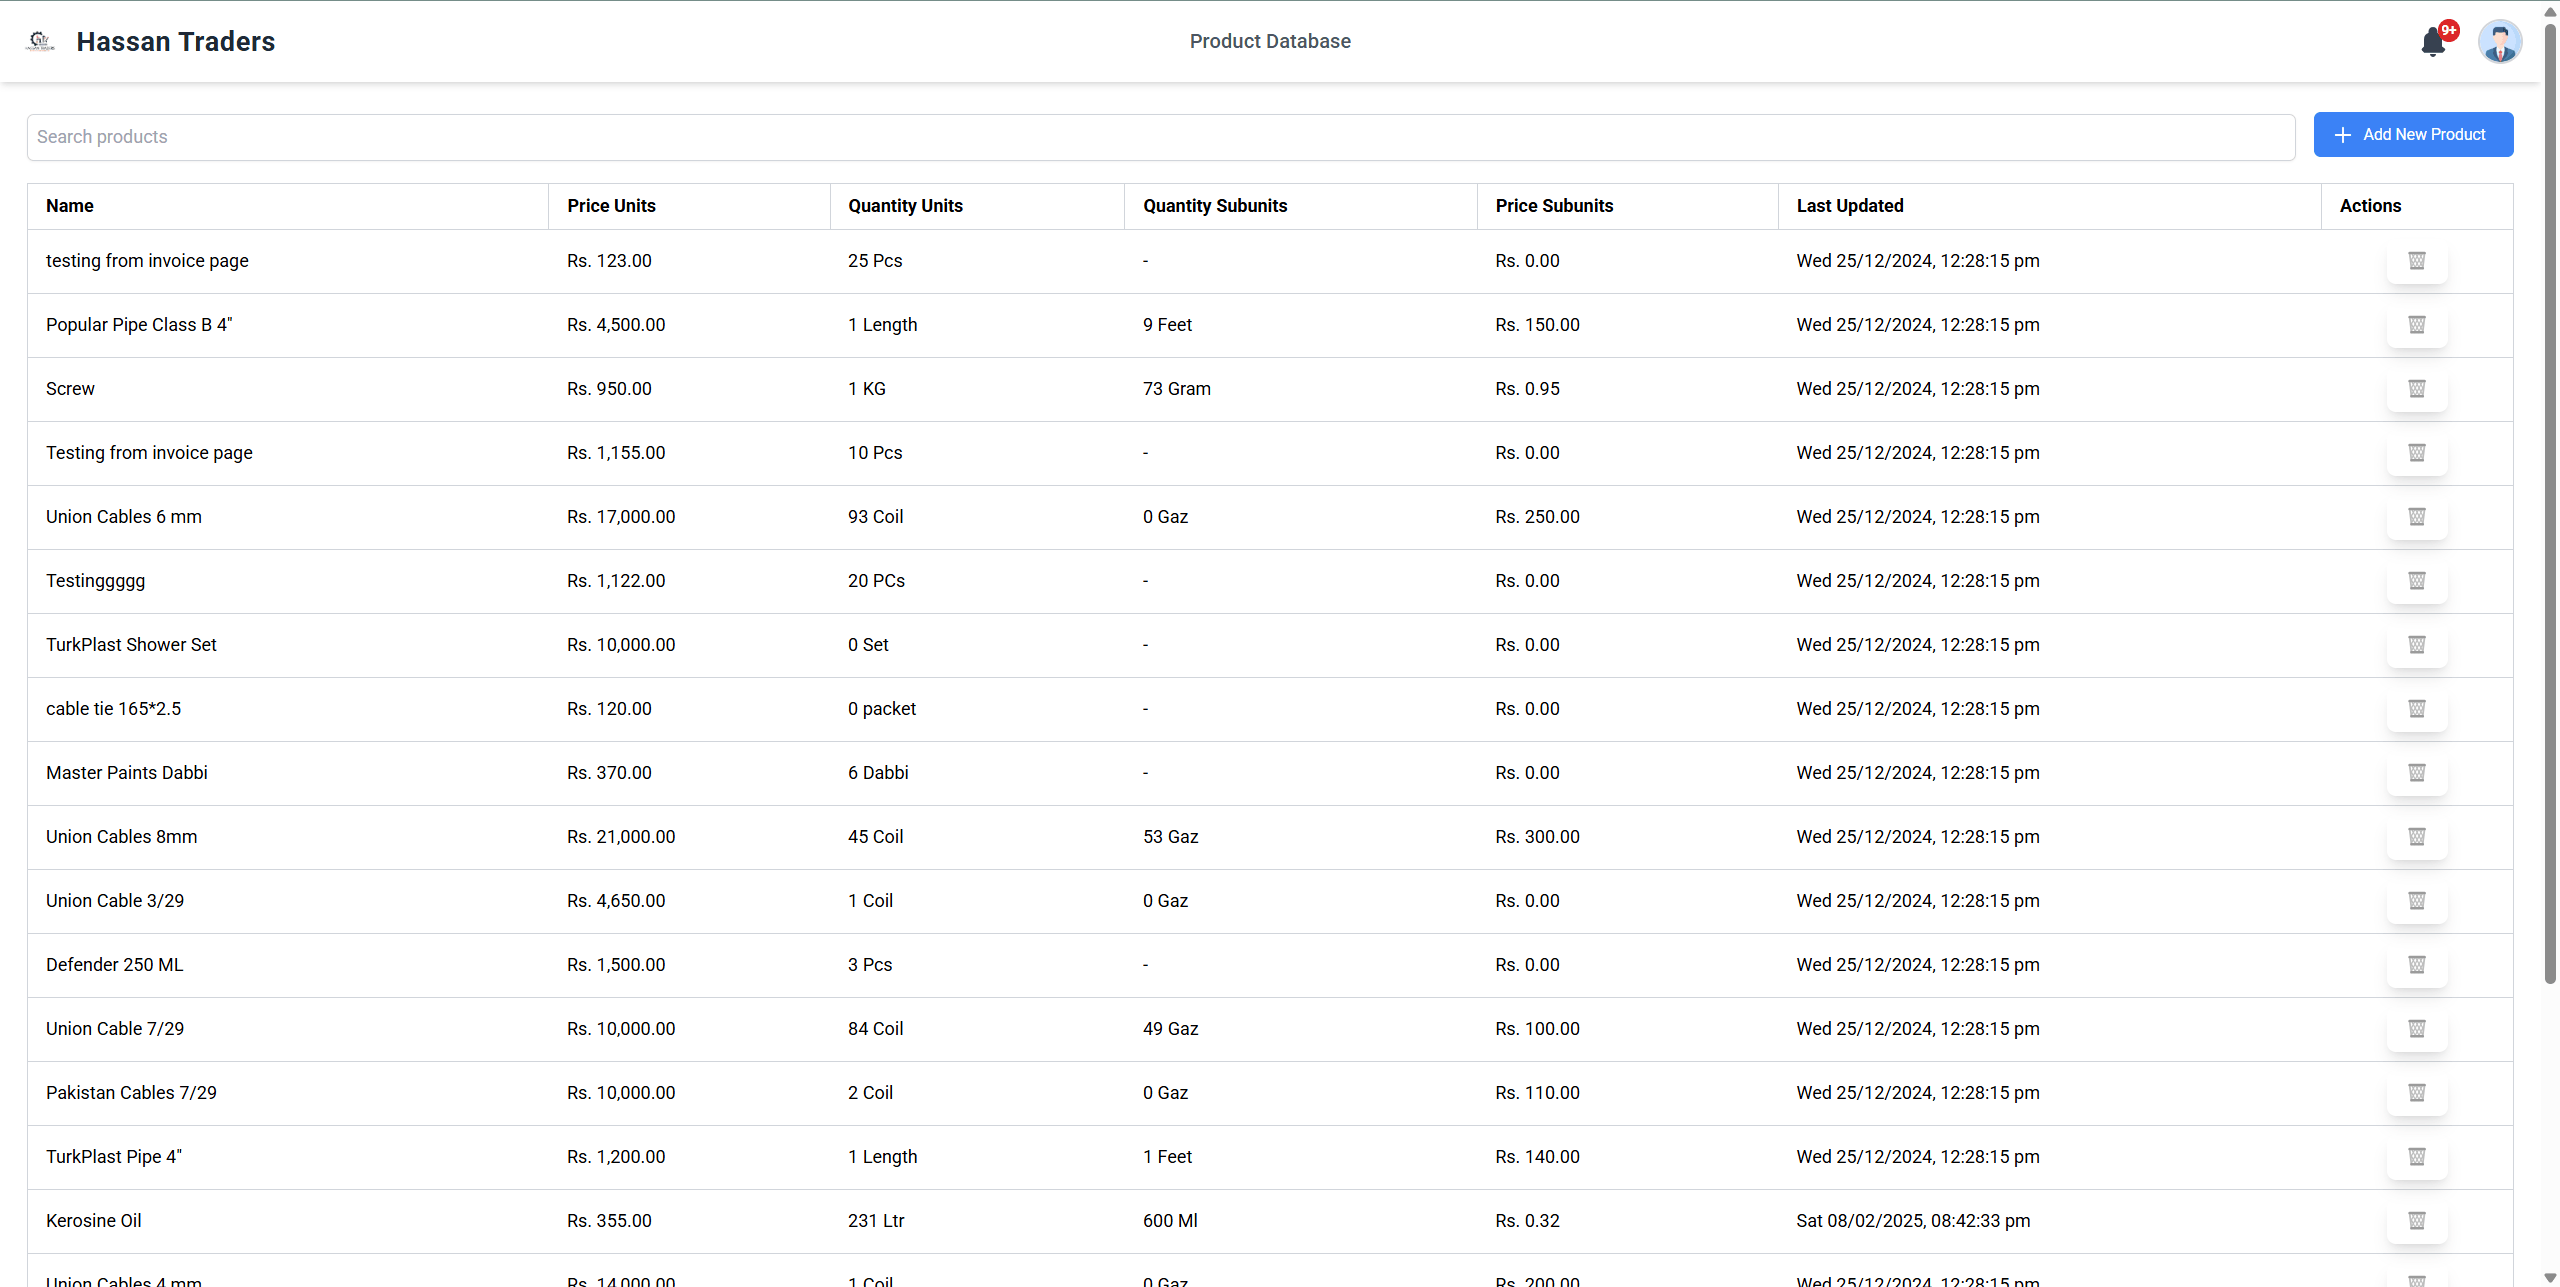 Hassan Traders
Product Database
9+
Search products
Add New Product
Name Price Units Quantity Units Quantity Subunits Price Subunits Last Updated Actions
testing from invoice page Rs. 123.00 25 Pcs - Rs. 0.00 Wed 25/12/2024, 12:28:15 pm
Popular Pipe Class B 4" Rs. 4,500.00 1 Length 9 Feet Rs. 150.00 Wed 25/12/2024, 12:28:15 pm
Screw Rs. 950.00 1 KG 73 Gram Rs. 0.95 Wed 25/12/2024, 12:28:15 pm
Testing from invoice page Rs. 1,155.00 10 Pcs - Rs. 0.00 Wed 25/12/2024, 12:28:15 pm
Union Cables 6 mm Rs. 17,000.00 93 Coil 0 Gaz Rs. 250.00 Wed 25/12/2024, 12:28:15 pm
Testinggggg Rs. 1,122.00 20 PCs - Rs. 0.00 Wed 25/12/2024, 12:28:15 pm
TurkPlast Shower Set Rs. 10,000.00 0 Set - Rs. 0.00 Wed 25/12/2024, 12:28:15 pm
cable tie 165*2.5 Rs. 120.00 0 packet - Rs. 0.00 Wed 25/12/2024, 12:28:15 pm
Master Paints Dabbi Rs. 370.00 6 Dabbi - Rs. 0.00 Wed 25/12/2024, 12:28:15 pm
Union Cables 8mm Rs. 21,000.00 45 Coil 53 Gaz Rs. 300.00 Wed 25/12/2024, 12:28:15 pm
Union Cable 3/29 Rs. 4,650.00 1 Coil 0 Gaz Rs. 0.00 Wed 25/12/2024, 12:28:15 pm
Defender 250 ML Rs. 1,500.00 3 Pcs - Rs. 0.00 Wed 25/12/2024, 12:28:15 pm
Union Cable 7/29 Rs. 10,000.00 84 Coil 49 Gaz Rs. 100.00 Wed 25/12/2024, 12:28:15 pm
Pakistan Cables 7/29 Rs. 10,000.00 2 Coil 0 Gaz Rs. 110.00 Wed 25/12/2024, 12:28:15 pm
TurkPlast Pipe 4" Rs. 1,200.00 1 Length 1 Feet Rs. 140.00 Wed 25/12/2024, 12:28:15 pm
Kerosine Oil Rs. 355.00 231 Ltr 600 Ml Rs. 0.32 Sat 08/02/2025, 08:42:33 pm
Union Cables 4 mm Rs. 14,000.00 1 Coil 0 Gaz Rs. 200.00 Wed 25/12/2024, 12:28:15 pm